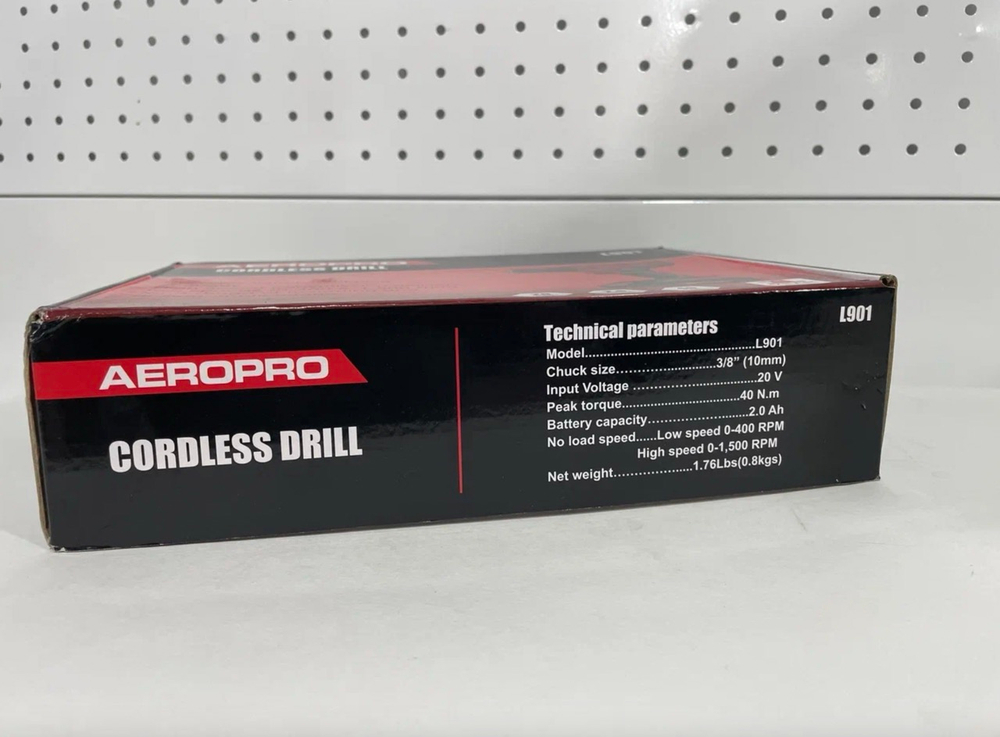 AEROPRO
CORDLESS DRILL
L901
AEROPRO
CORDLESS DRILL
L901
Technical parameters
Model..................................................L901
Chuck size…………...............3/8” (10mm)
Input Voltage ………………................20 V
Peak torque...................................40 N.m
Battery capacity………………......2.0 Ah
No load speed......Low speed 0-400 RPM
High speed 0-1,500 RPM
Net weight…………….....1.76Lbs(0.8kgs)